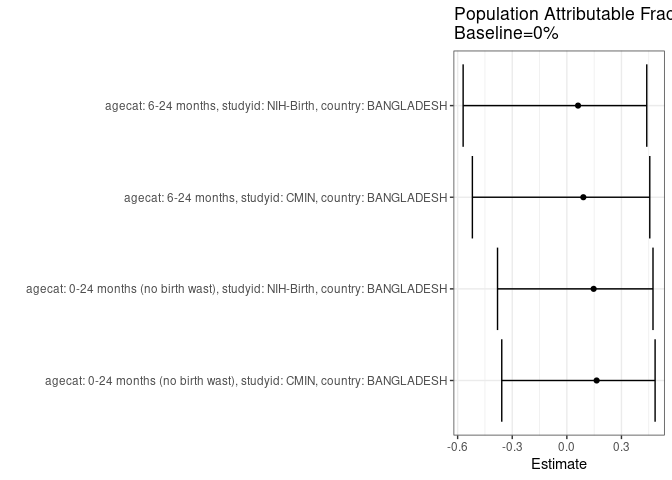 Population Attributable Frac
Baseline=0%
agecat: 6-24 months, studyid: NIH-Birth, country: BANGLADESH
agecat: 6-24 months, studyid: CMIN, country: BANGLADESH
agecat: 0-24 months (no birth wast), studyid: NIH-Birth, country: BANGLADESH
agecat: 0-24 months (no birth wast), studyid: CMIN, country: BANGLADESH
-0.6 -0.3 0.0 0.3
Estimate